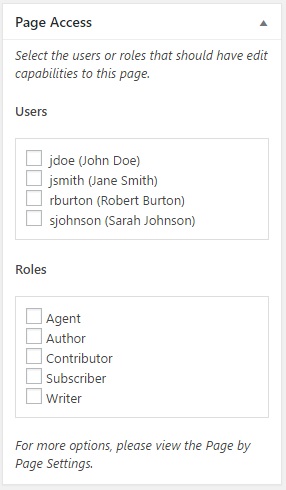 Page Access
Select the users or roles that should have edit
capabilities to this page.
Users
jdoe (John Doe)
jsmith (Jane Smith)
rburton (Robert Burton)
sjohnson (Sarah Johnson)
Roles
Agent
Author
Contributor
Subscriber
Writer
For more options, please view the Page by
Page Settings.